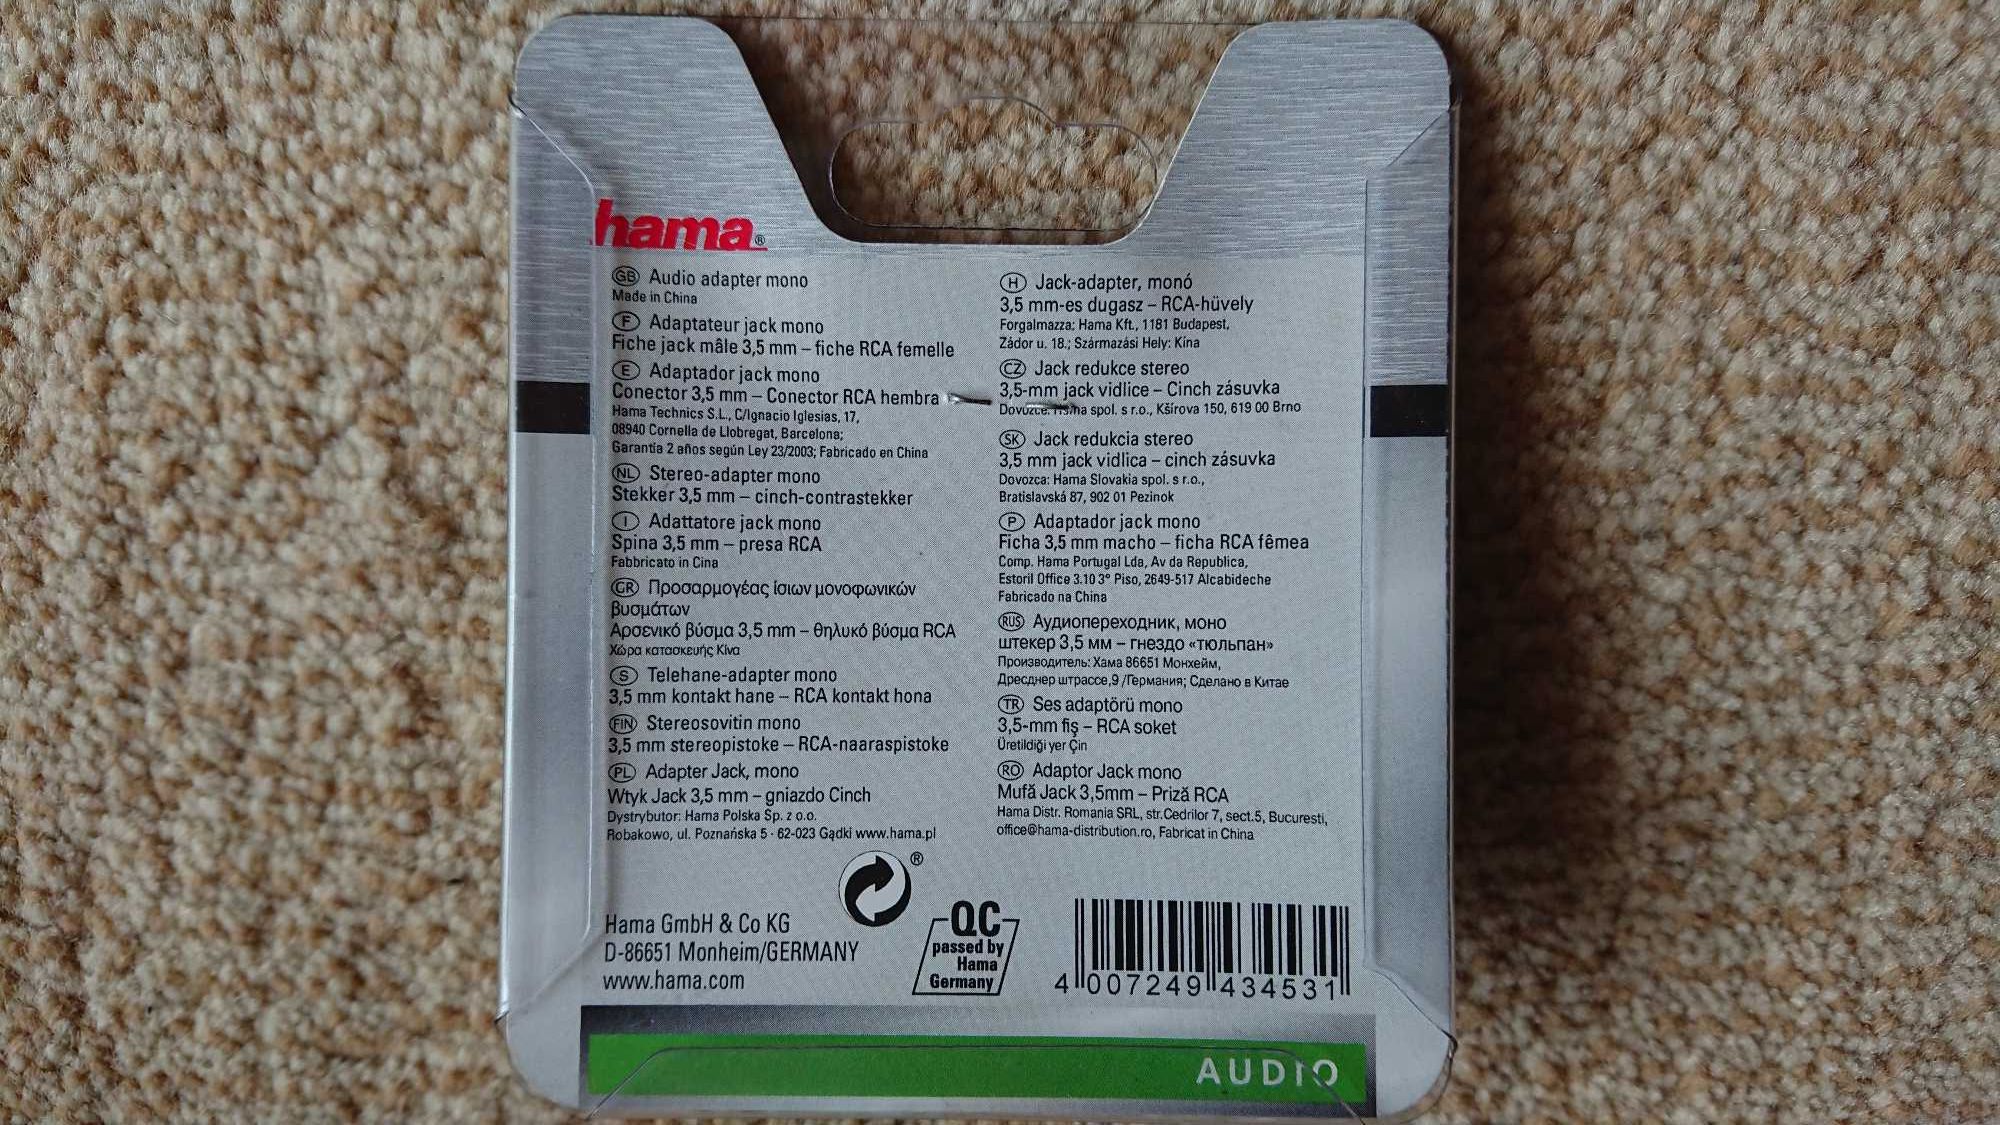 hama®
GB Audio adapter mono
Made in China
F Adaptateur jack mono
Fiche jack mâle 3,5 mm – fiche RCA femelle
E Adaptador jack mono
Conector 3,5 mm – Conector RCA hembra
Hama Technics S.L., C/Ignacio Iglesias, 17,
08940 Cornella de Llobregat, Barcelona;
Garantía 2 años según Ley 23/2003; Fabricado en China
NL Stereo-adapter mono
Stekker 3,5 mm – cinch-contrastekker
I Adattatore jack mono
Spina 3,5 mm – presa RCA
Fabbricato in Cina
GR Προσαρμογέας ίσιων μονοφωνικών
βυσμάτων
Αρσενικό βύσμα 3,5 mm – θηλυκό βύσμα RCA
Χώρα κατασκευής Κίνα
S Telehane-adapter mono
3,5 mm kontakt hane – RCA kontakt hona
FIN Stereosovitin mono
3,5 mm stereopistoke – RCA-naaraspistoke
PL Adapter Jack, mono
Wtyk Jack 3,5 mm – gniazdo Cinch
Dystrybutor: Hama Polska Sp. z o.o.
Robakowo, ul. Poznańska 5 · 62-023 Gądki www.hama.pl
H Jack-adapter, monó
3,5 mm-es dugasz – RCA-hüvely
Forgalmazza: Hama Kft., 1181 Budapest,
Zádor u. 18.; Származási Hely: Kína
CZ Jack redukce stereo
3,5-mm jack vidlice – Cinch zásuvka
Dovozce: Hama spol. s r.o., Kšírova 150, 619 00 Brno
SK Jack redukcia stereo
3,5 mm jack vidlica – cinch zásuvka
Dovozca: Hama Slovakia spol. s r.o.,
Bratislavská 87, 902 01 Pezinok
P Adaptador jack mono
Ficha 3,5 mm macho – ficha RCA fêmea
Comp. Hama Portugal Lda, Av da Republica,
Estoril Office 3.10 3° Piso, 2649-517 Alcabideche
Fabricado na China
RUS Аудиопереходник, моно
штекер 3,5 мм – гнездо «тюльпан»
Производитель: Хама 86651 Монхейм,
Дресднер штрассе,9 /Германия; Сделано в Китае
TR Ses adaptörü mono
3,5-mm fiş – RCA soket
Üretildiği yer Çin
RO Adaptor Jack mono
Mufă Jack 3,5mm – Priză RCA
Hama Distr. Romania SRL, str.Cedrilor 7, sect.5, Bucuresti,
office@hama-distribution.ro, Fabricat in China
®
Hama GmbH & Co KG
D-86651 Monheim/GERMANY
www.hama.com
QC
passed by
Hama
Germany
4 007249 434531
AUDIO